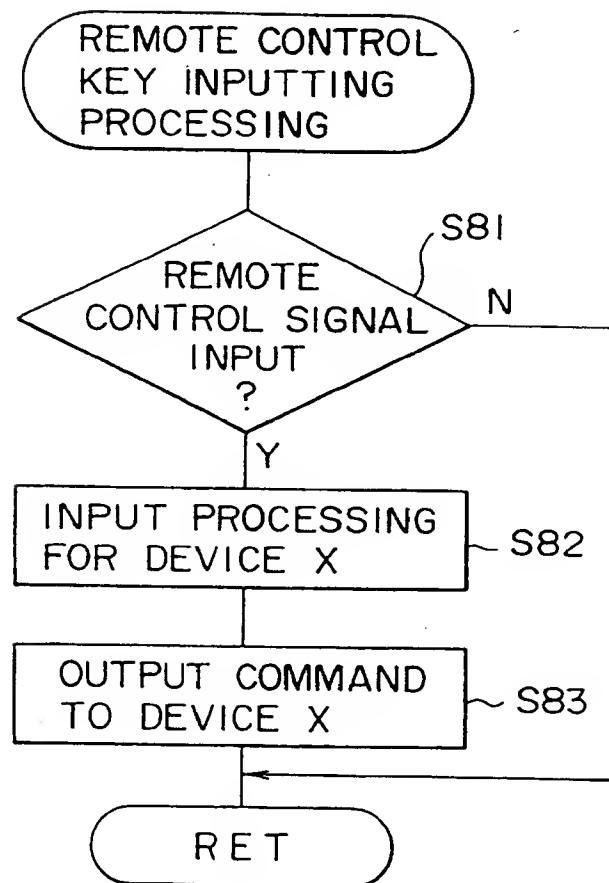 REMOTE CONTROL
KEY INPUTTING
PROCESSING
S81
REMOTE
CONTROL SIGNAL
INPUT
?
N
Y
INPUT PROCESSING
FOR DEVICE X
S82
OUTPUT COMMAND
TO DEVICE X
S83
RET